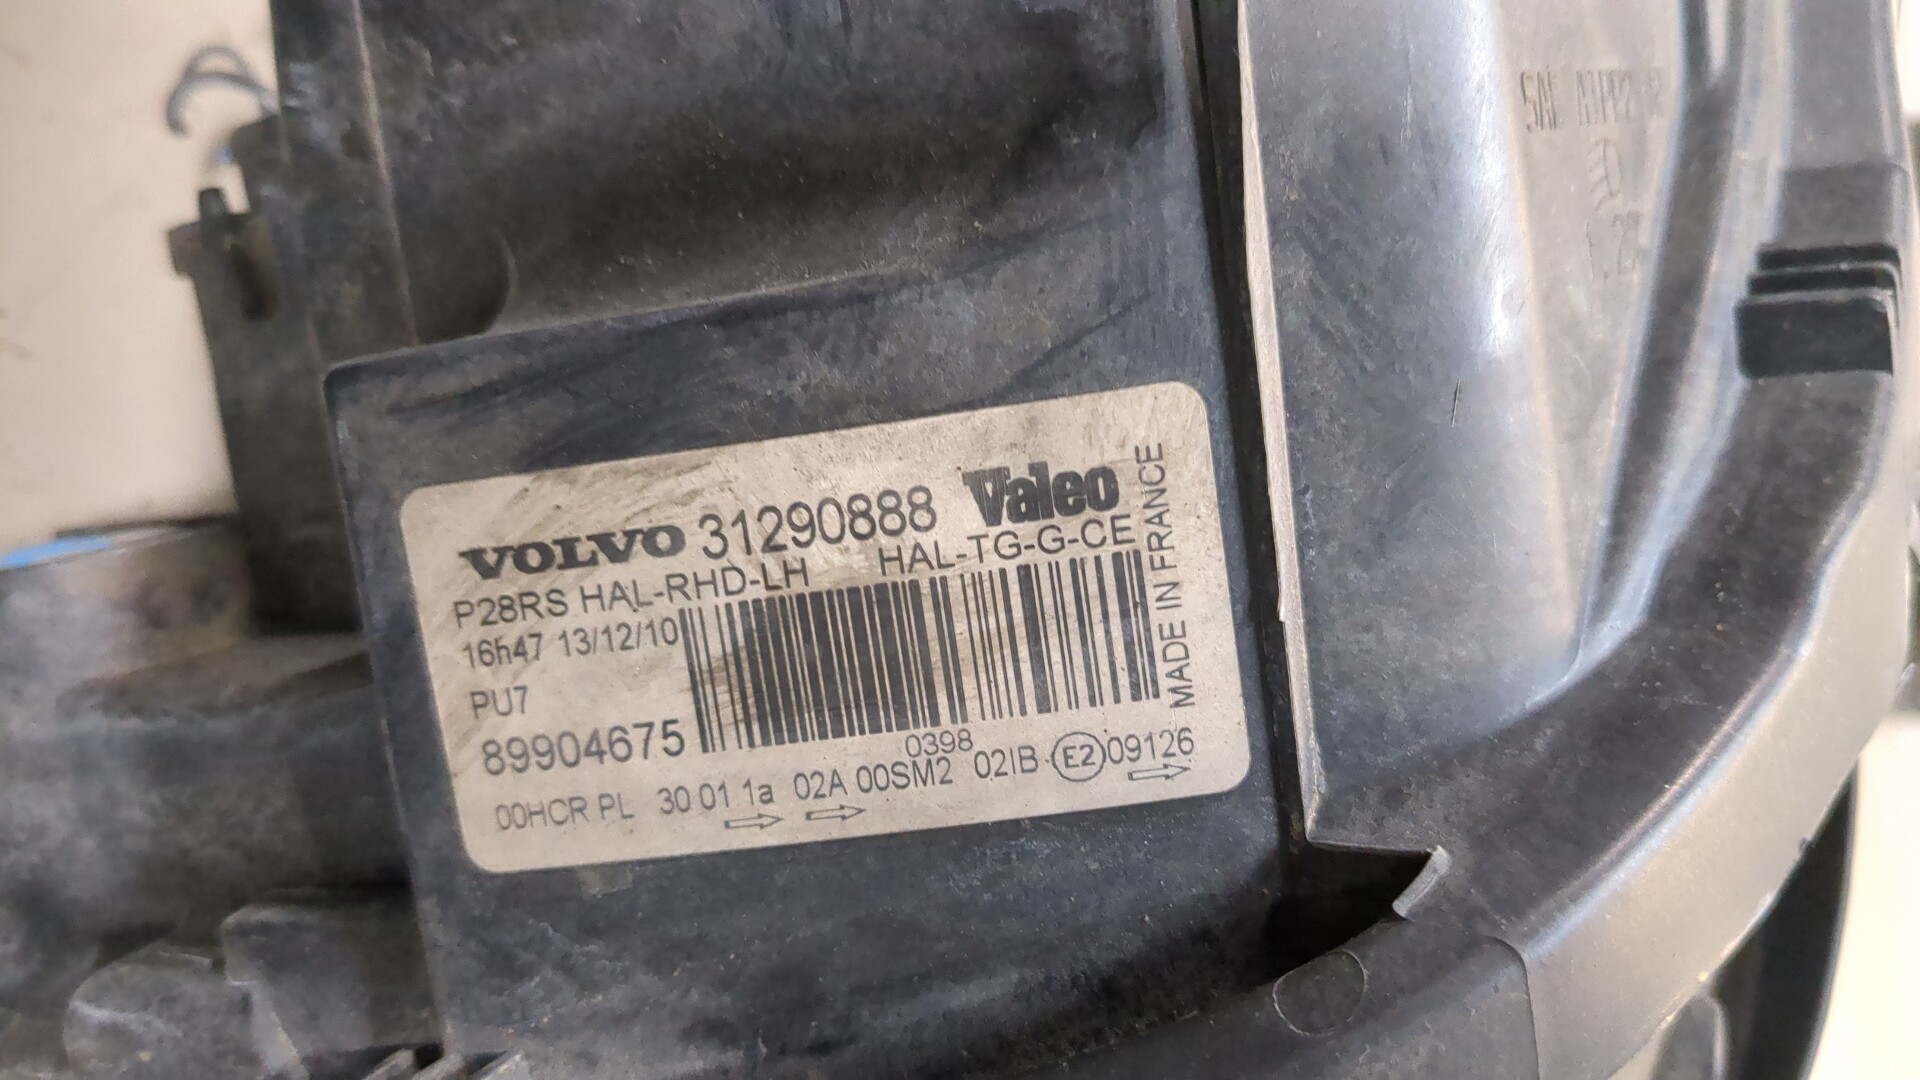 VOLVO 31290888 Valeo
P28RS HAL-RHD-LH HAL-TG-G-CE
16h47 13/12/10
PU7
89904675
0398
00HCR PL 30 01 1a 02A 00SM2 02IB E2 09126
MADE IN FRANCE
SAE